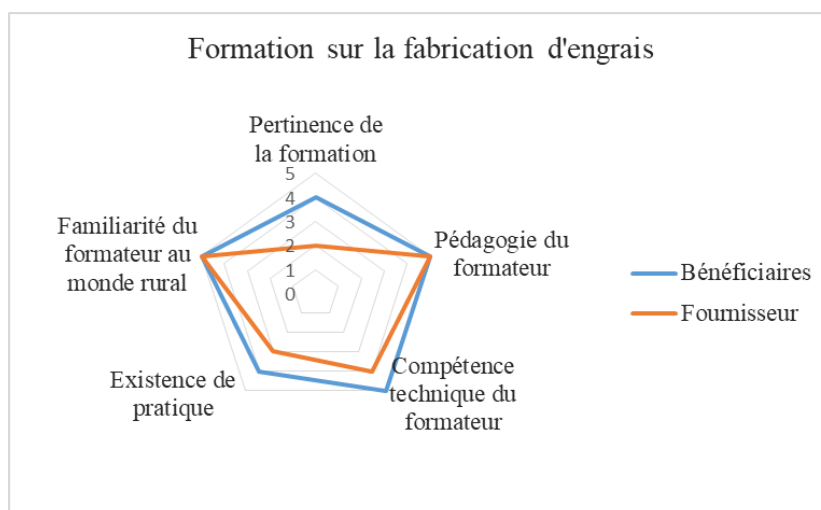 Formation sur la fabrication d'engrais
Pertinence de
la formation
5
4
3
2
1
0
Familiarité du
formateur au
monde rural
Pédagogie du
formateur
Existence de
pratique
Compétence
technique du
formateur
Bénéficiaires
Fournisseur